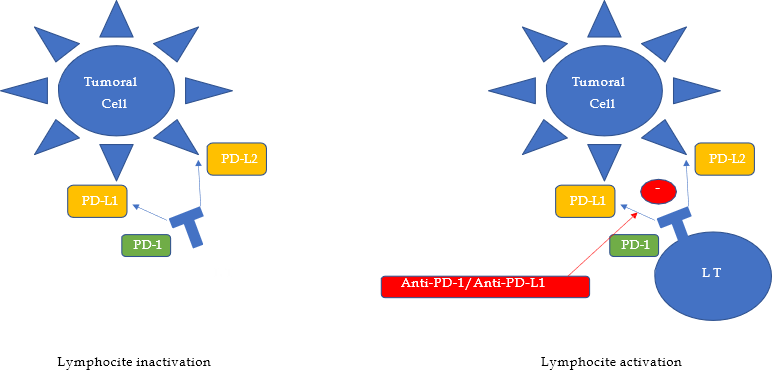 Tumoral
Cell
PD-L2
PD-L1
PD-1
Lymphocite inactivation
Tumoral
Cell
PD-L2
-
PD-L1
PD-1
L T
Anti-PD-1/Anti-PD-L1
Lymphocite activation